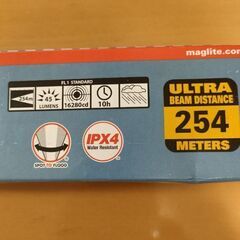 maglite.com
FL 1 STANDARD
254m
45
LUMENS
16280cd
10h
ULTRA
BEAM DISTANCE
254
METERS
SPOT TO FLOOD
IPX4
Water Resistant